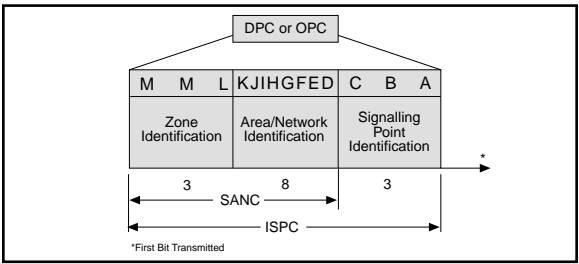 DPC or OPC
M M L KJIHGFED C B A
Zone Identification
Area/Network Identification
Signalling Point Identification
*
3 8 3
SANC
ISPC
*First Bit Transmitted